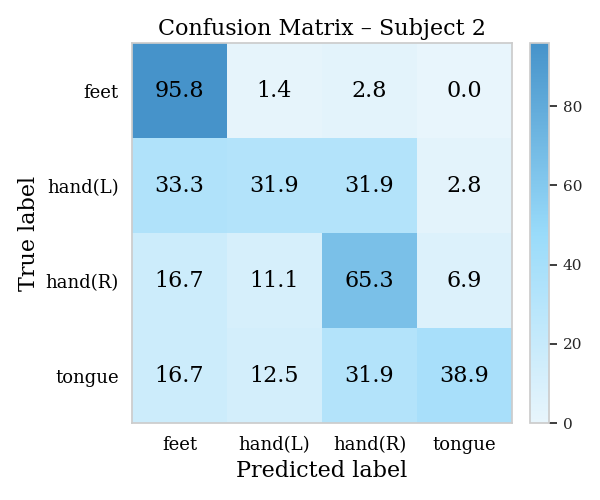 Confusion Matrix – Subject 2
feet 95.8 1.4 2.8 0.0
hand(L) 33.3 31.9 31.9 2.8
hand(R) 16.7 11.1 65.3 6.9
tongue 16.7 12.5 31.9 38.9
feet hand(L) hand(R) tongue
Predicted label
True label
80
60
40
20
0